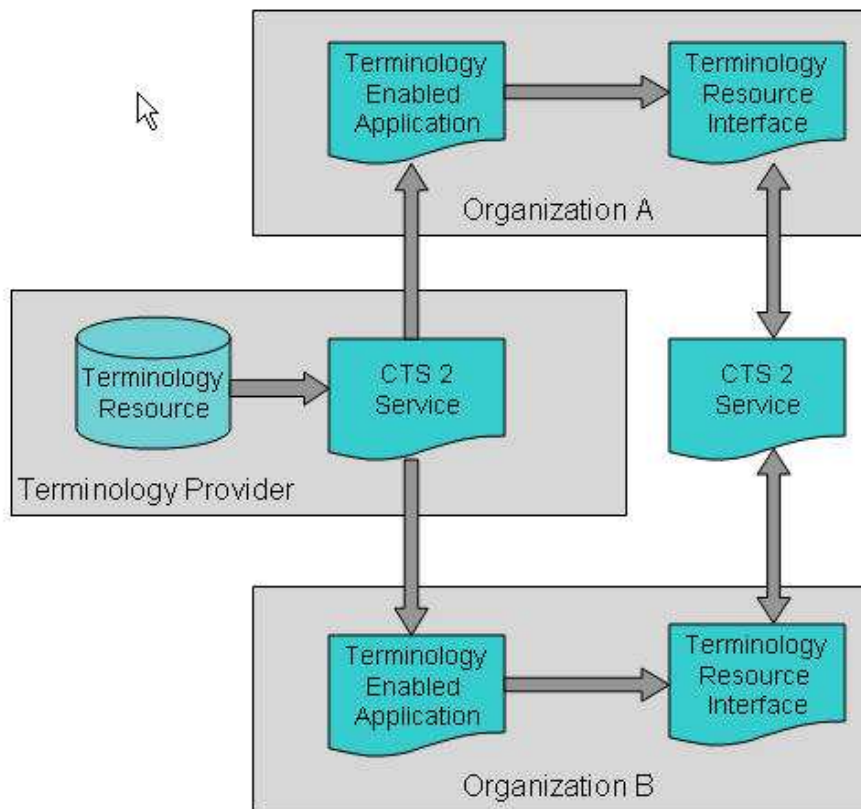 Terminology
Enabled
Application
Terminology
Resource
Interface
Organization A
Terminology
Resource
CTS 2
Service
CTS 2
Service
Terminology Provider
Terminology
Enabled
Application
Terminology
Resource
Interface
Organization B